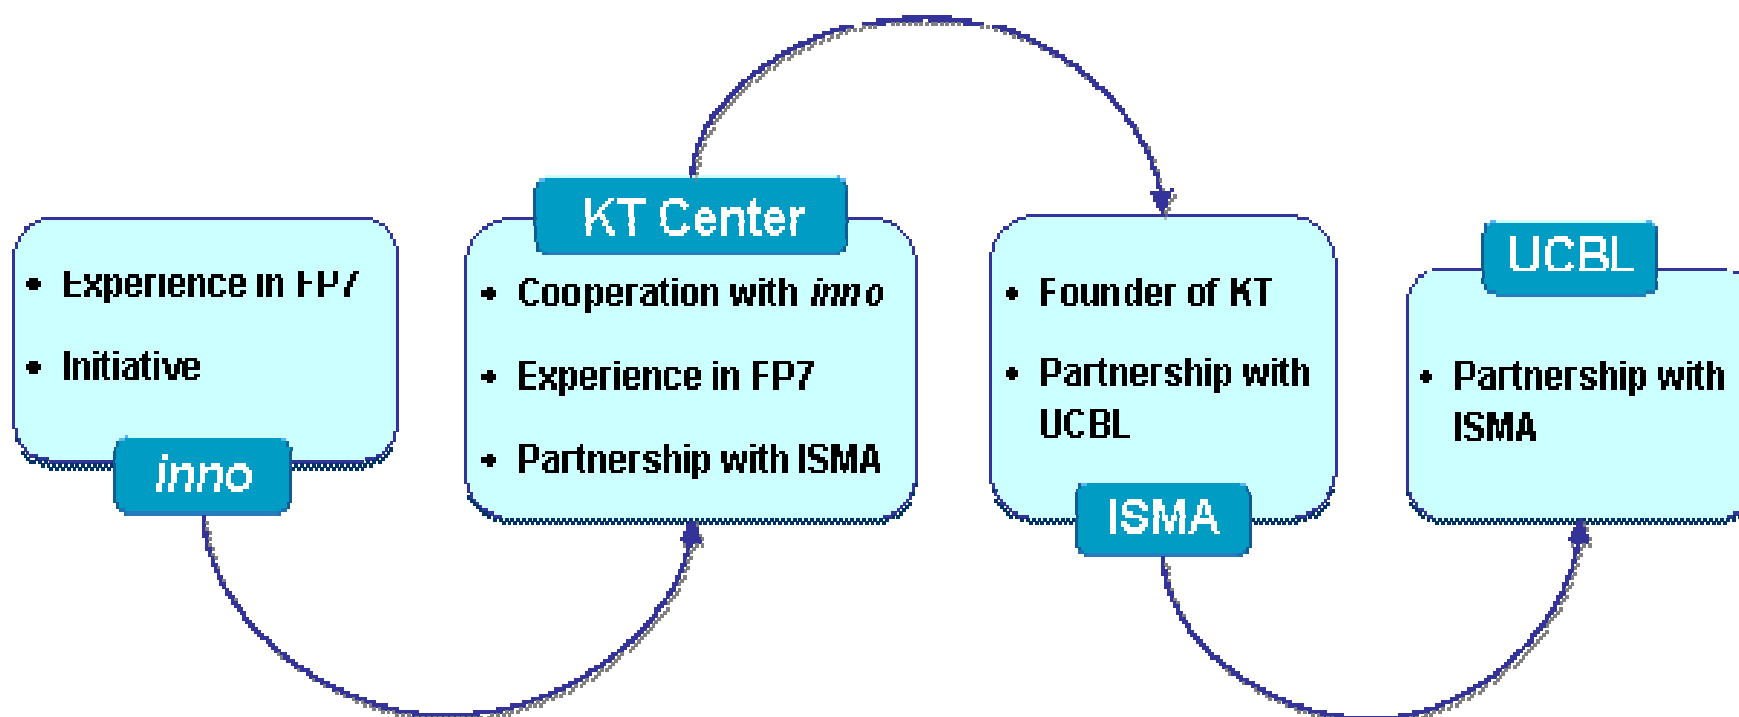 • Experience in FP7
• Initiative
inno
KT Center
• Cooperation with inno
• Experience in FP7
• Partnership with ISMA
• Founder of KT
• Partnership with
UCBL
ISMA
UCBL
• Partnership with
ISMA